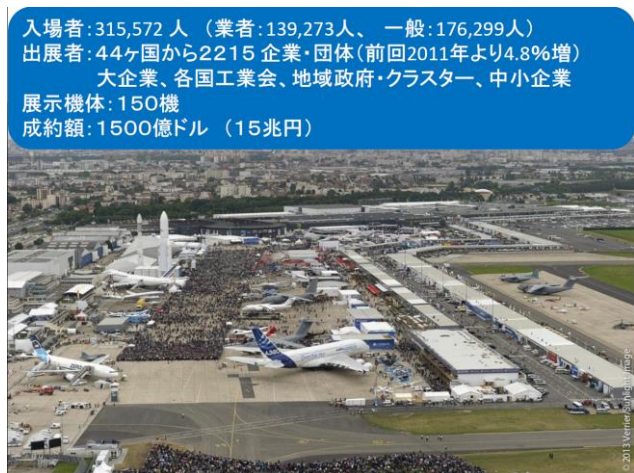 入場者：315,572 人 （業者：139,273人、 一般：176,299人）
出展者：４４ヶ国から２２１５ 企業・団体（前回2011年より4.8％増）
大企業、各国工業会、地域政府・クラスター、中小企業
展示機体：１５０機
成約額：１５００億ドル （１５兆円）